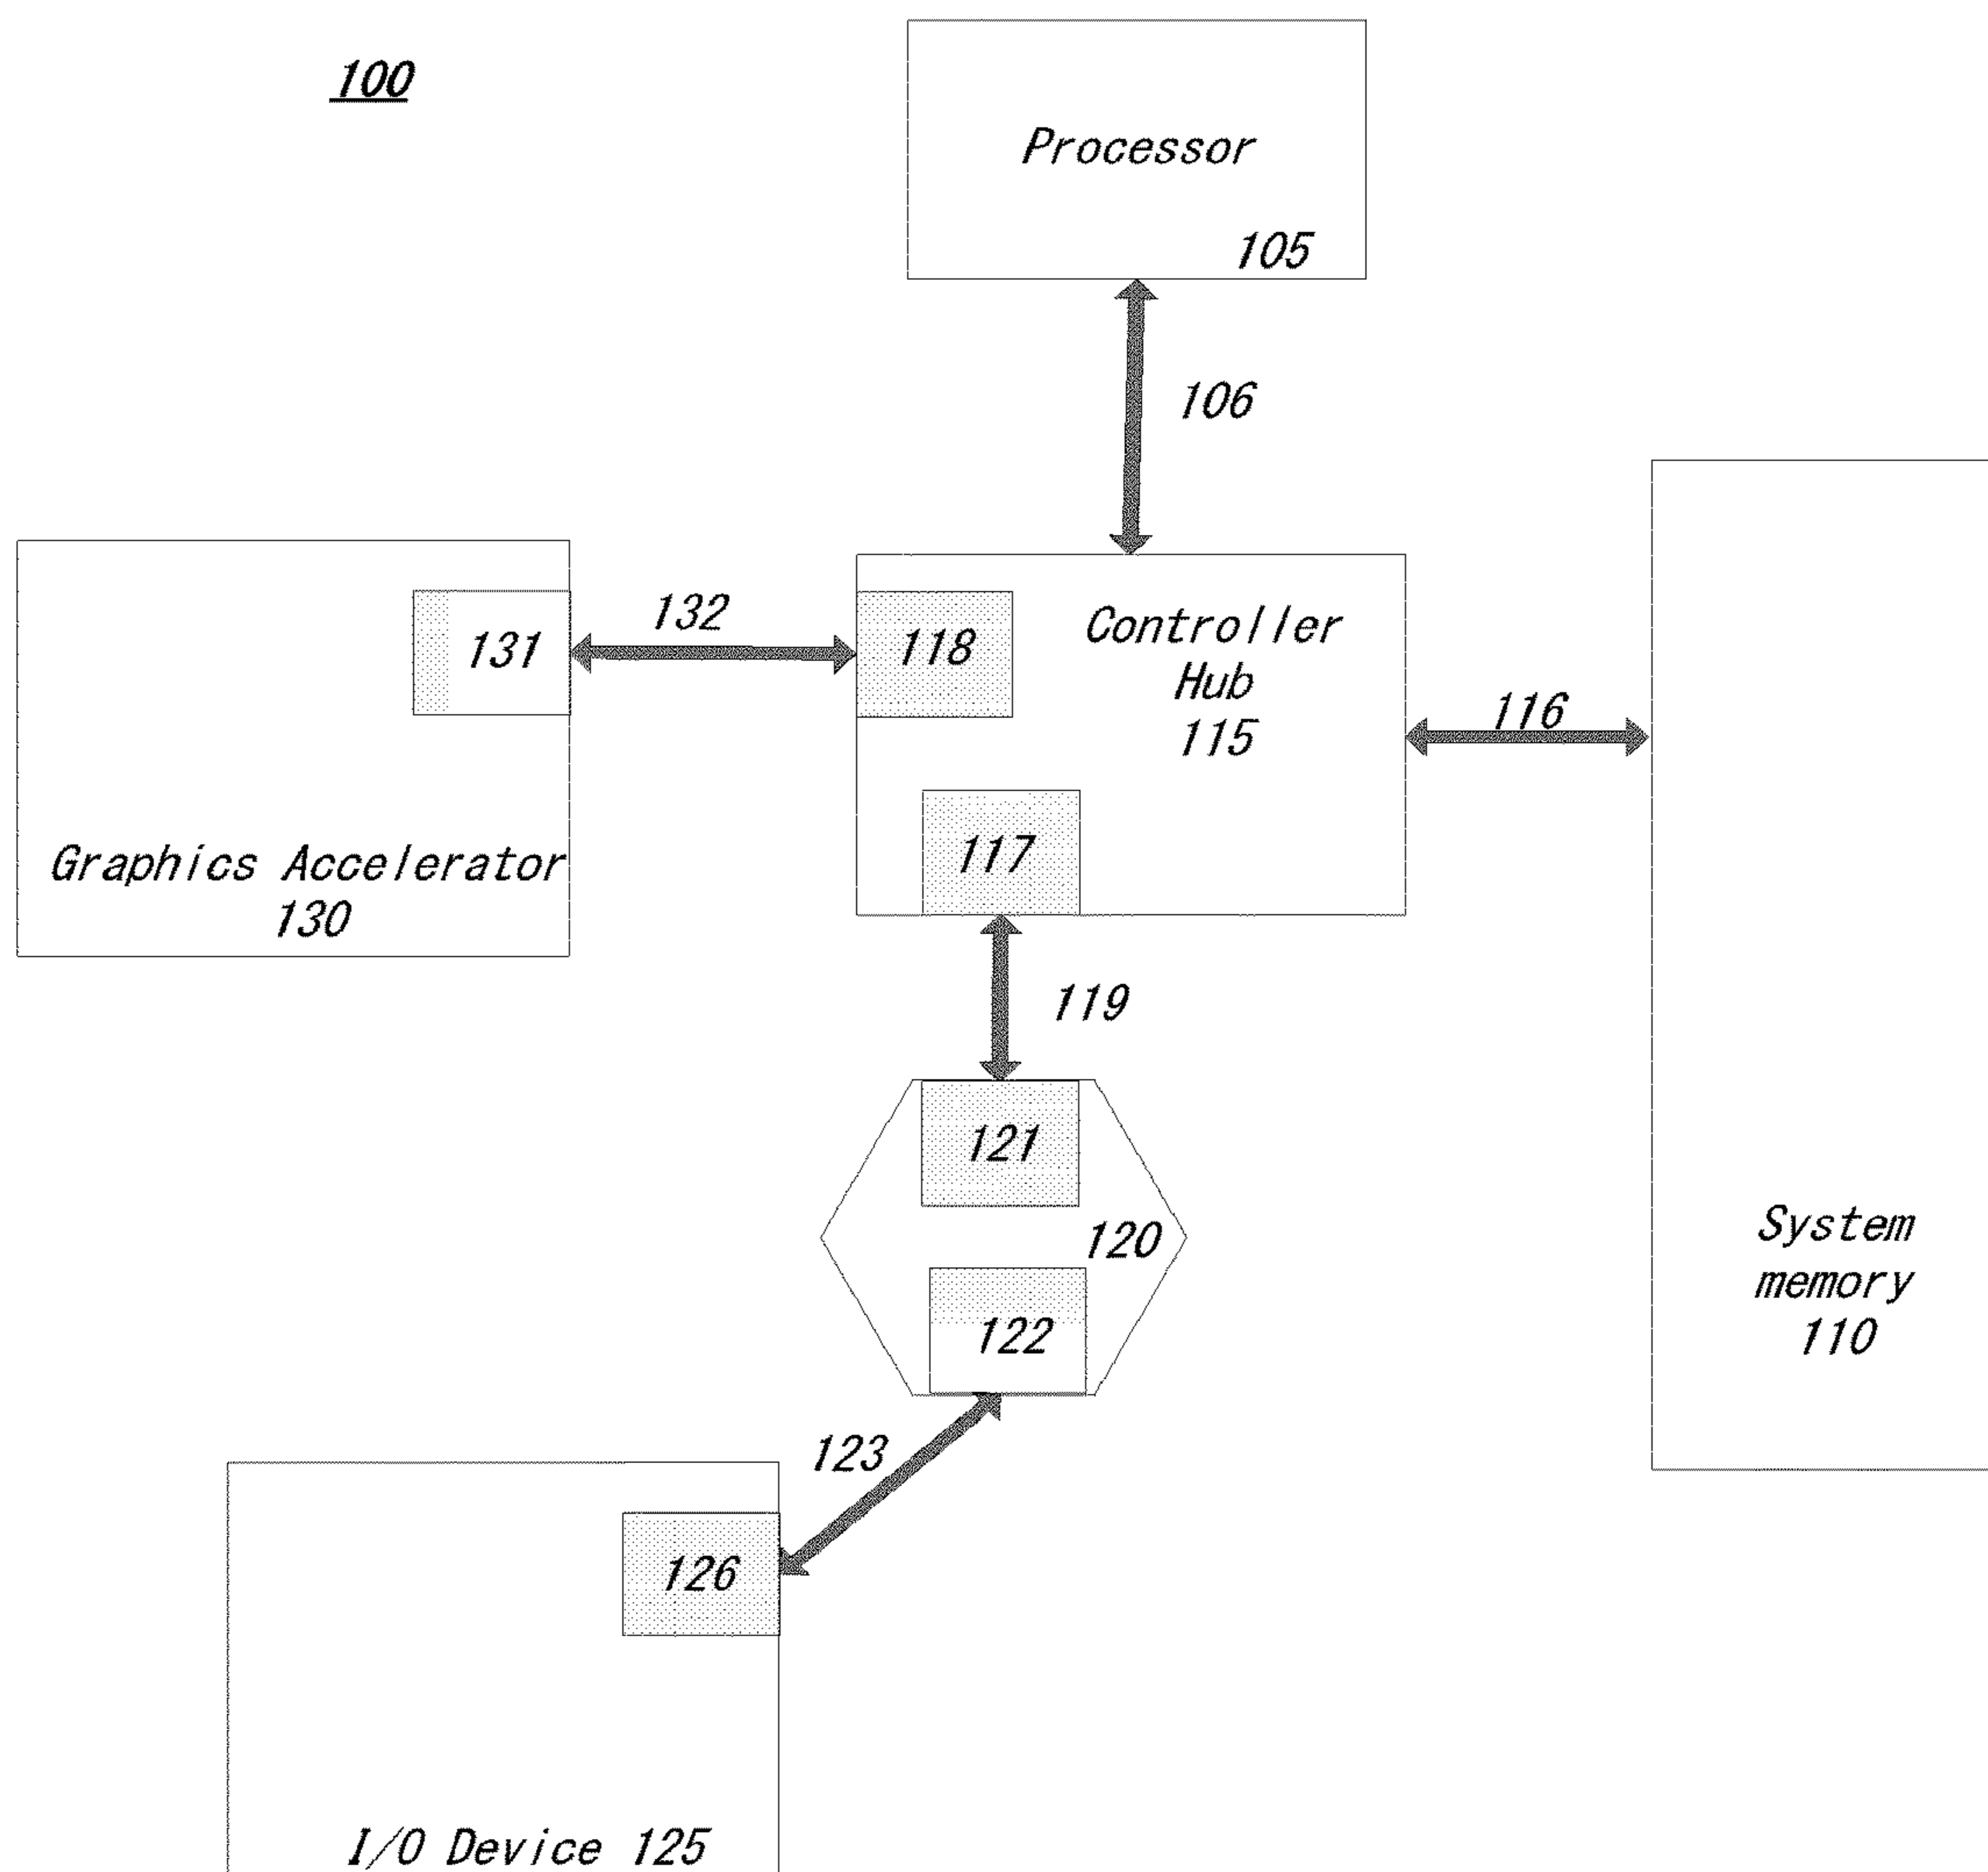 100
Processor
105
106
132
131
118
Controller
Hub
115
116
117
Graphics Accelerator
130
119
121
120
122
System
memory
110
123
126
I/O Device 125